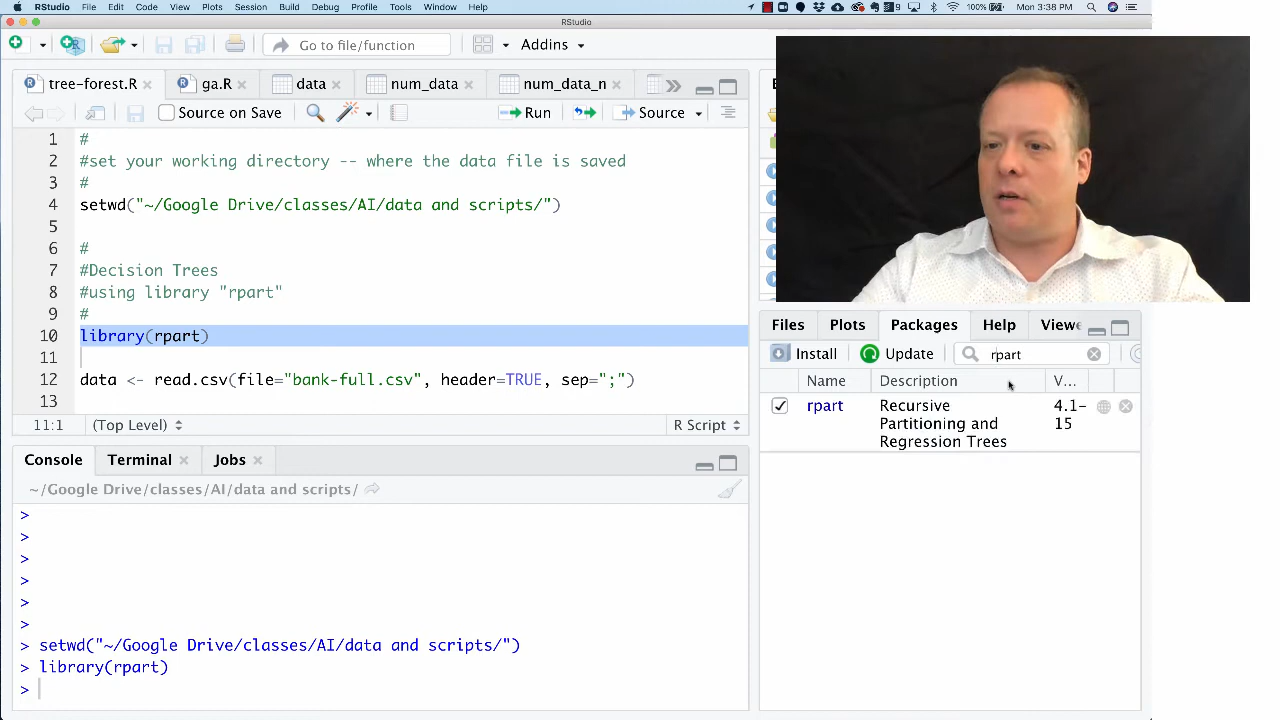 RStudio File Edit Code View Plots Session Build Debug Profile Tools Window Help
100% Mon 3:38 PM
RStudio
Go to file/function
Addins
tree-forest.R ga.R data num_data num_data_n
Source on Save
Run
Source
1 #
2 #set your working directory -- where the data file is saved
3 #
4 setwd("~/Google Drive/classes/AI/data and scripts/")
5
6 #
7 #Decision Trees
8 #using library "rpart"
9 #
10 library(rpart)
11
12 data <- read.csv(file="bank-full.csv", header=TRUE, sep=";")
13
11:1 (Top Level) R Script
Console Terminal Jobs
~/Google Drive/classes/AI/data and scripts/
>
>
>
>
>
>
> setwd("~/Google Drive/classes/AI/data and scripts/")
> library(rpart)
>
Files Plots Packages Help Viewe
Install Update rpart
Name Description V...
rpart Recursive 4.1-
Partitioning and 15
Regression Trees